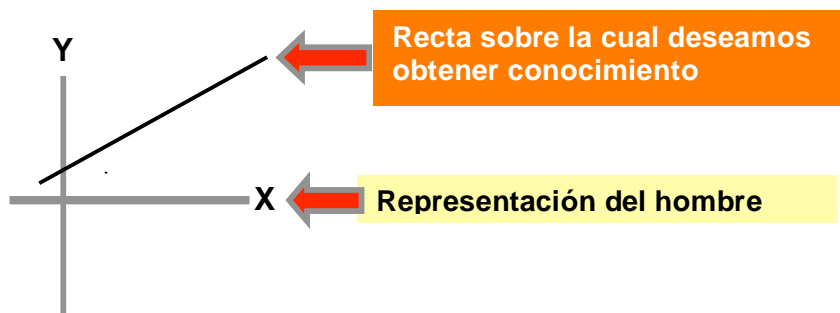 Y
Recta sobre la cual deseamos
obtener conocimiento
X
Representación del hombre